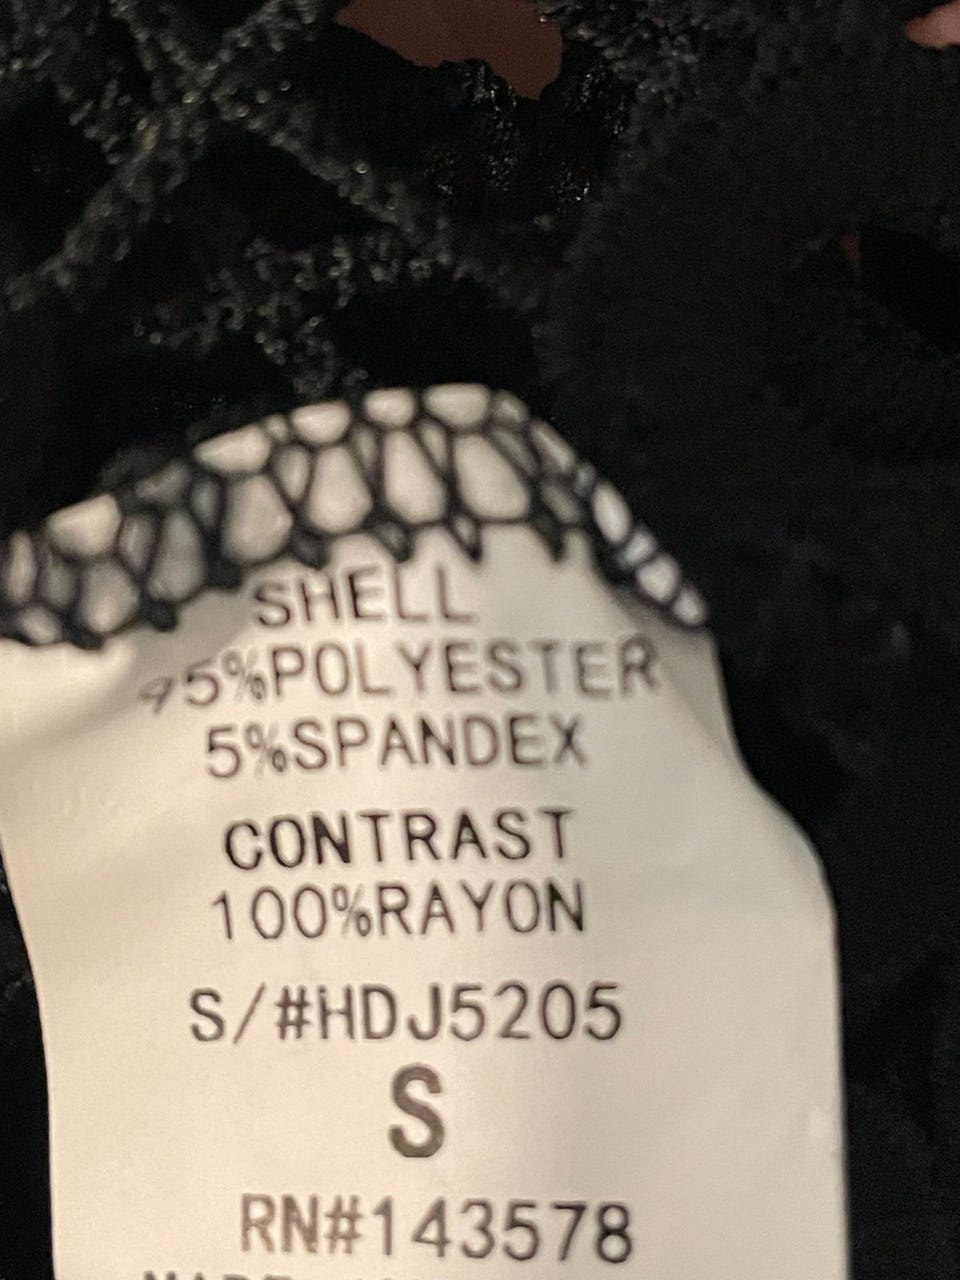 SHELL
95%POLYESTER
5%SPANDEX
CONTRAST
100%RAYON
S/#HDJ5205
S
RN#143578